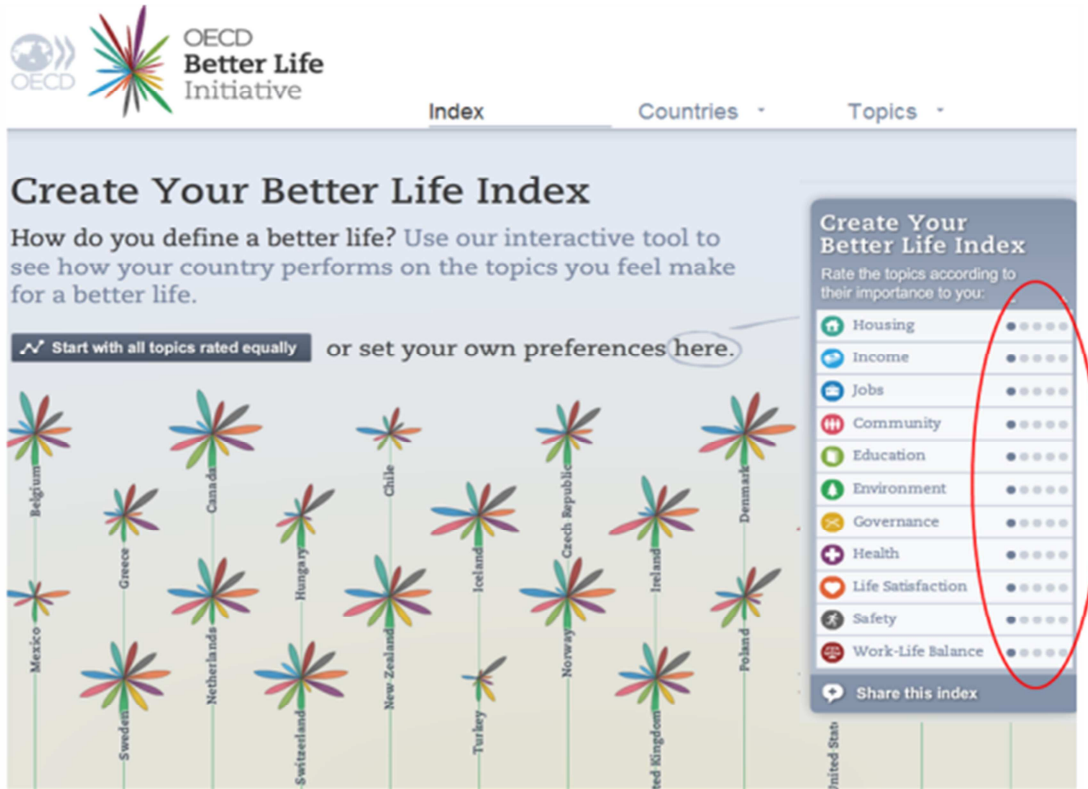 OECD
OECD
Better Life
Initiative
Index
Countries
Topics
Create Your Better Life Index
How do you define a better life? Use our interactive tool to
see how your country performs on the topics you feel make
for a better life.
Start with all topics rated equally
or set your own preferences here.
Create Your
Better Life Index
Rate the topics according to
their importance to you:
Housing
Income
Jobs
Community
Education
Environment
Governance
Health
Life Satisfaction
Safety
Work-Life Balance
Share this index
Belgium
Canada
Chile
Czech Republic
Denmark
Greece
Hungary
Iceland
Ireland
Mexico
Netherlands
New Zealand
Norway
Poland
Sweden
Switzerland
Turkey
ted Kingdom
United Stat